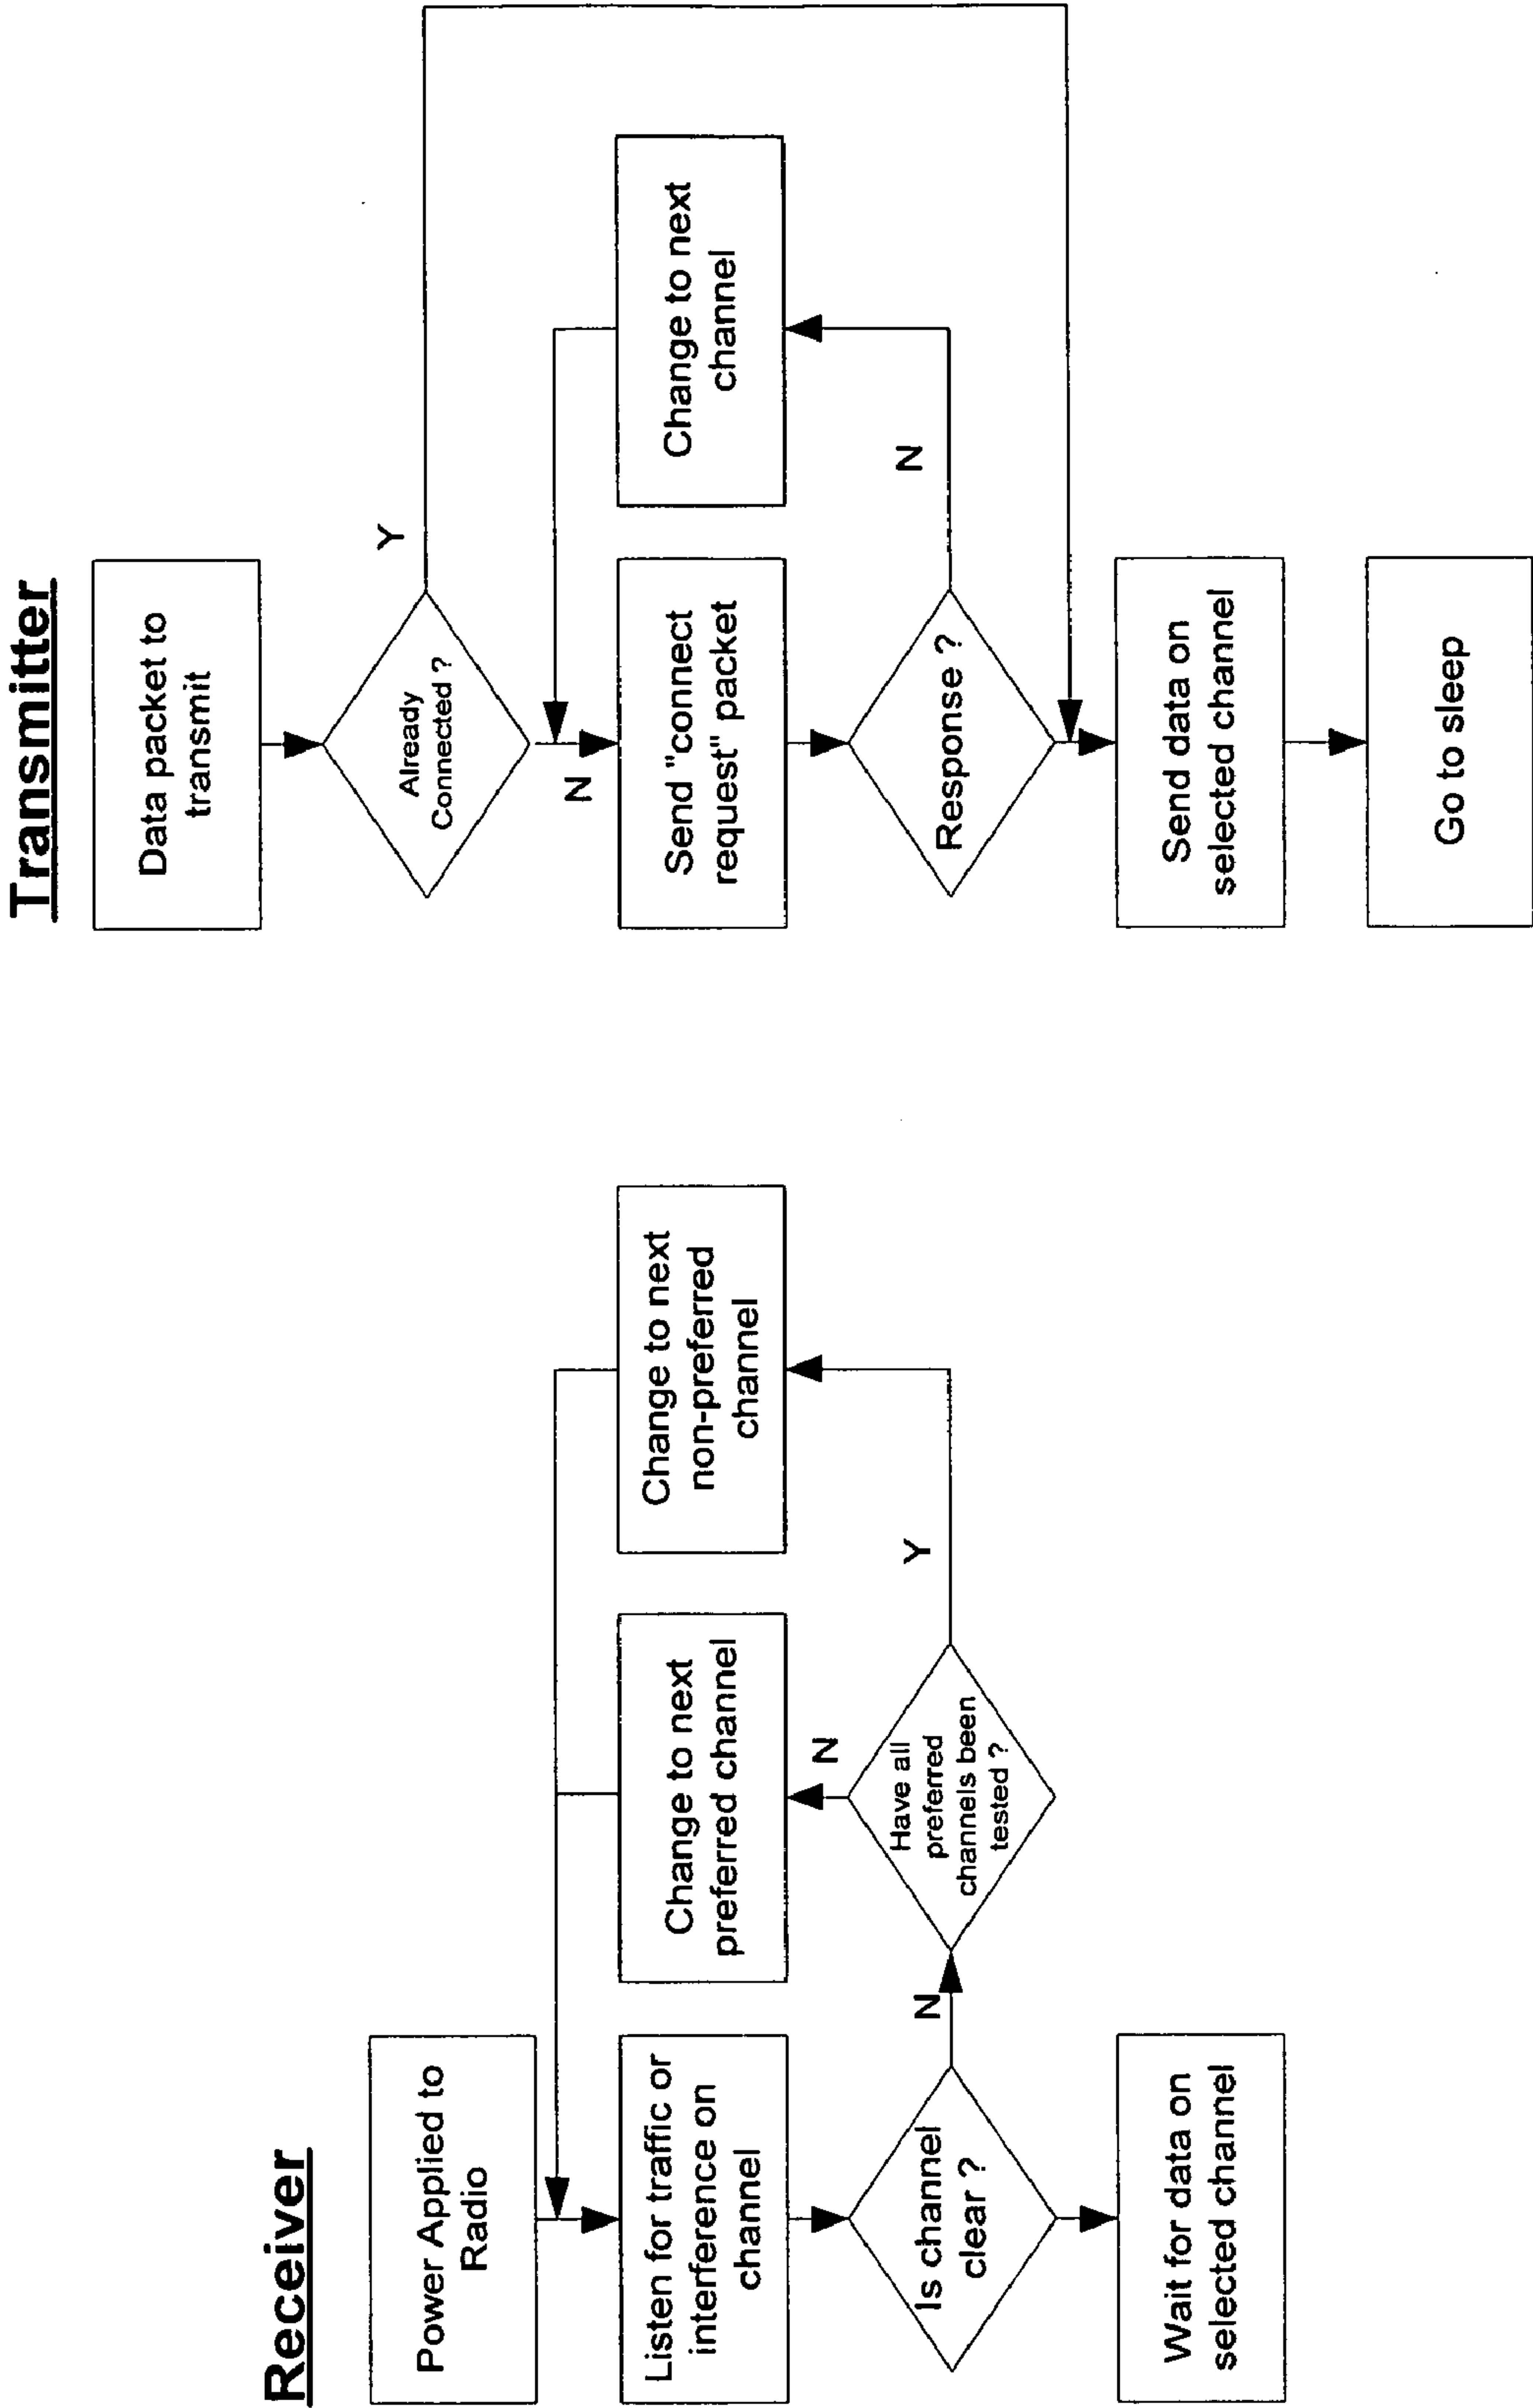 Receiver
Power Applied to
Radio
Listen for traffic or
interference on
channel
Is channel
clear ?
N
Wait for data on
selected channel
Have all
preferred
channels been
tested ?
N
Y
Change to next
preferred channel
Change to next
non-preferred
channel
Transmitter
Data packet to
transmit
Already
Connected ?
Y
N
Send "connect
request" packet
Response ?
N
Change to next
channel
Send data on
selected channel
Go to sleep